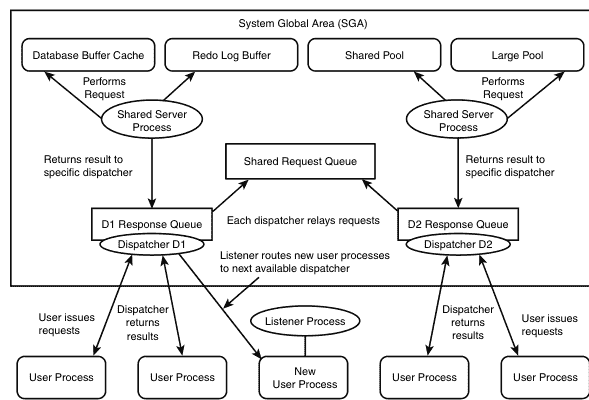 System Global Area (SGA)
Database Buffer Cache
Redo Log Buffer
Shared Pool
Large Pool
Performs
Request
Performs
Request
Shared Server
Process
Shared Server
Process
Shared Request Queue
Returns result to
specific dispatcher
Returns result to
specific dispatcher
D1 Response Queue
Each dispatcher relays requests
D2 Response Queue
Dispatcher D1
Dispatcher D2
Listener routes new user processes
to next available dispatcher
User issues
requests
Dispatcher
returns
results
Listener Process
Dispatcher
returns
results
User issues
requests
User Process
User Process
New
User Process
User Process
User Process